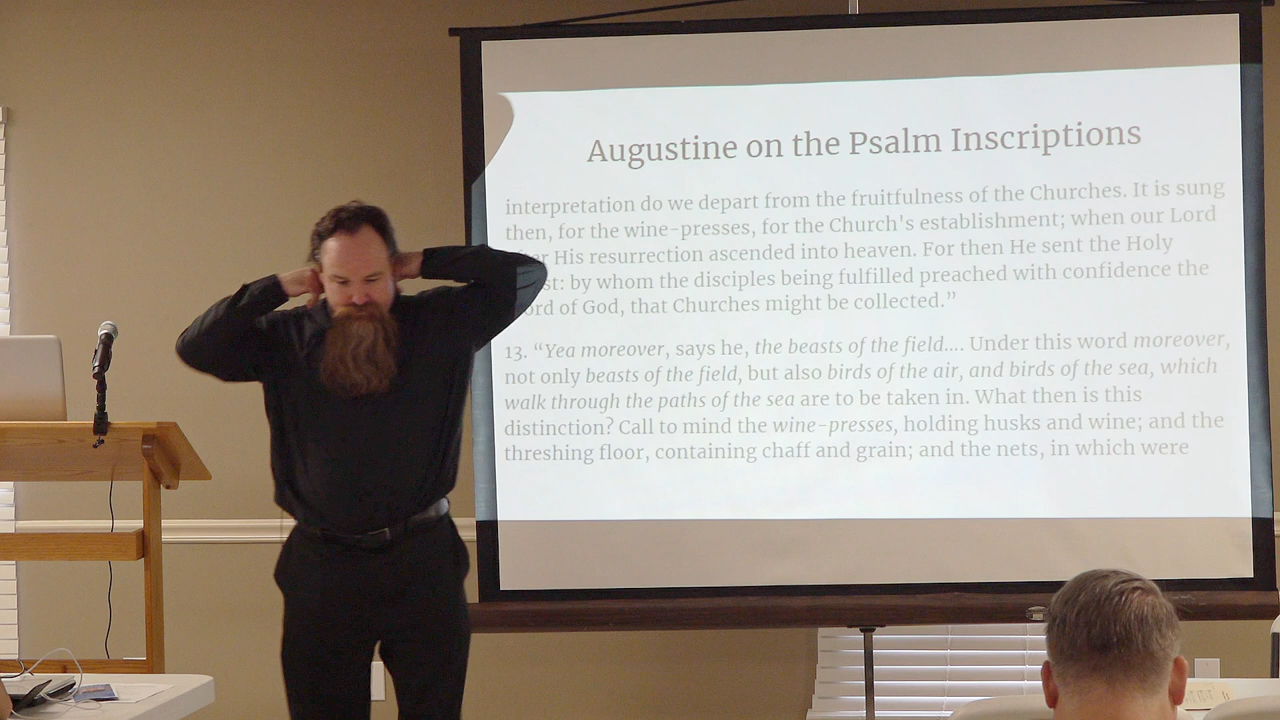 Augustine on the Psalm Inscriptions
interpretation do we depart from the fruitfulness of the Churches. It is sung
then, for the wine-presses, for the Church's establishment; when our Lord
His resurrection ascended into heaven. For then He sent the Holy
by whom the disciples being fulfilled preached with confidence the
of God, that Churches might be collected.”
13. “Yea moreover, says he, the beasts of the field.... Under this word moreover,
not only beasts of the field, but also birds of the air, and birds of the sea, which
walk through the paths of the sea are to be taken in. What then is this
distinction? Call to mind the wine-presses, holding husks and wine; and the
threshing floor, containing chaff and grain; and the nets, in which were